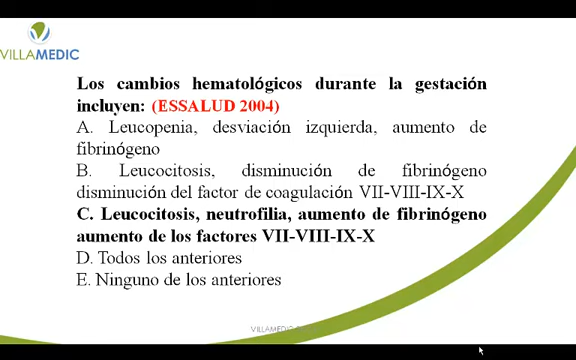 VILLAMEDIC
Los cambios hematológicos durante la gestación
incluyen: (ESSALUD 2004)
A. Leucopenia, desviación izquierda, aumento de
fibrinógeno
B. Leucocitosis, disminución de fibrinógeno
disminución del factor de coagulación VII-VIII-IX-X
C. Leucocitosis, neutrofilia, aumento de fibrinógeno
aumento de los factores VII-VIII-IX-X
D. Todos los anteriores
E. Ninguno de los anteriores
VILLAMEDIC